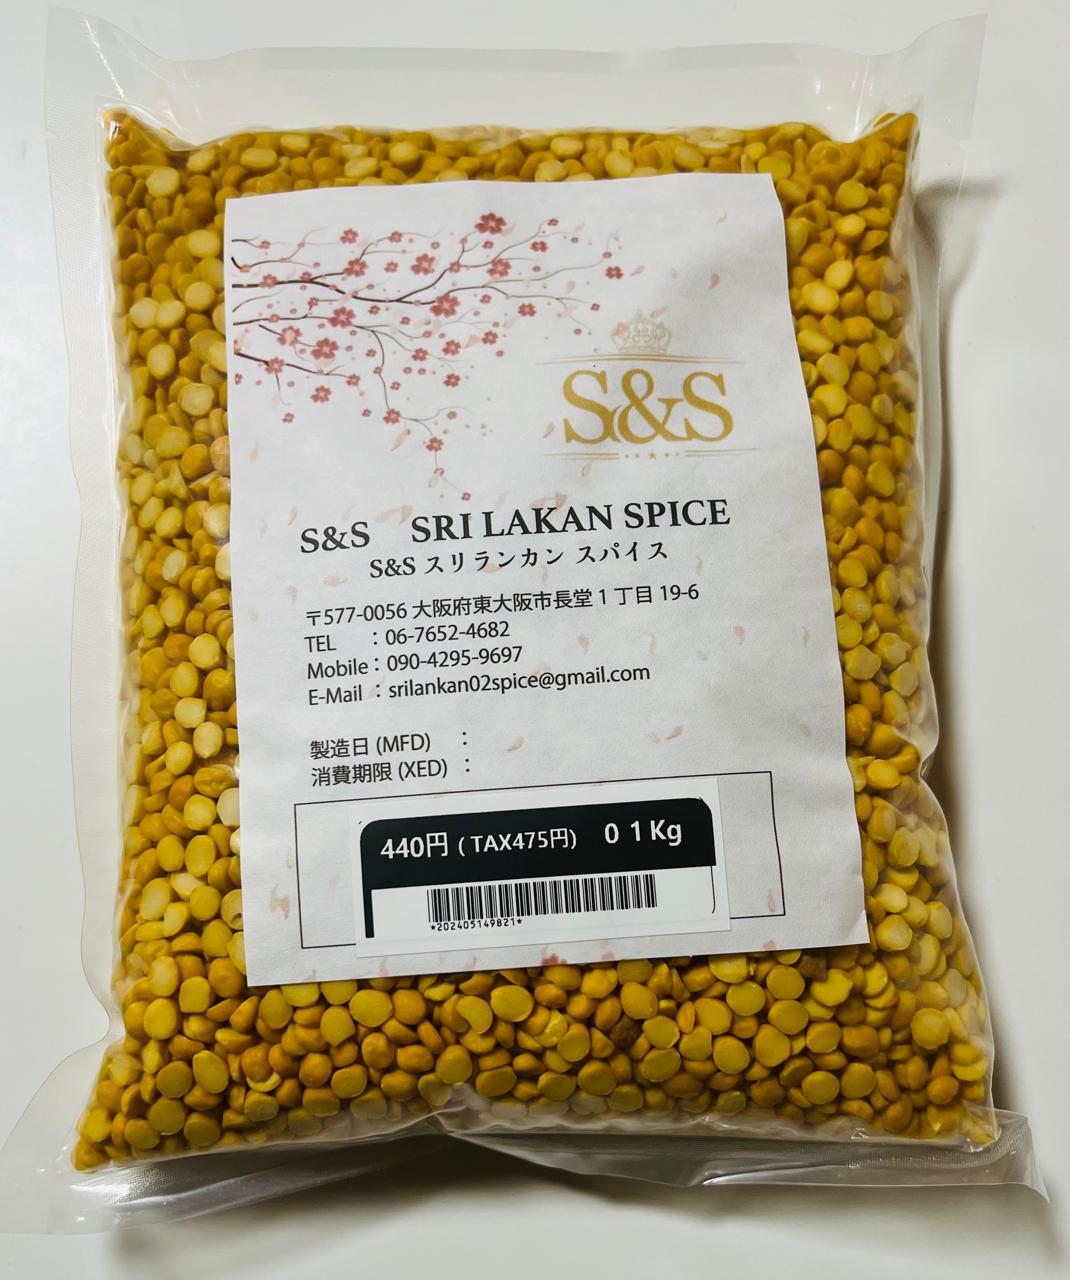 S&S
S&S SRI LAKAN SPICE
S&S スリランカン スパイス
〒577-0056 大阪府東大阪市長堂 1 丁目 19-6
TEL : 06-7652-4682
Mobile : 090-4295-9697
E-Mail : srilankan02spice@gmail.com
製造日 (MFD) :
消費期限 (XED) :
440円 ( TAX475円) 0 1 Kg
*202405149821*